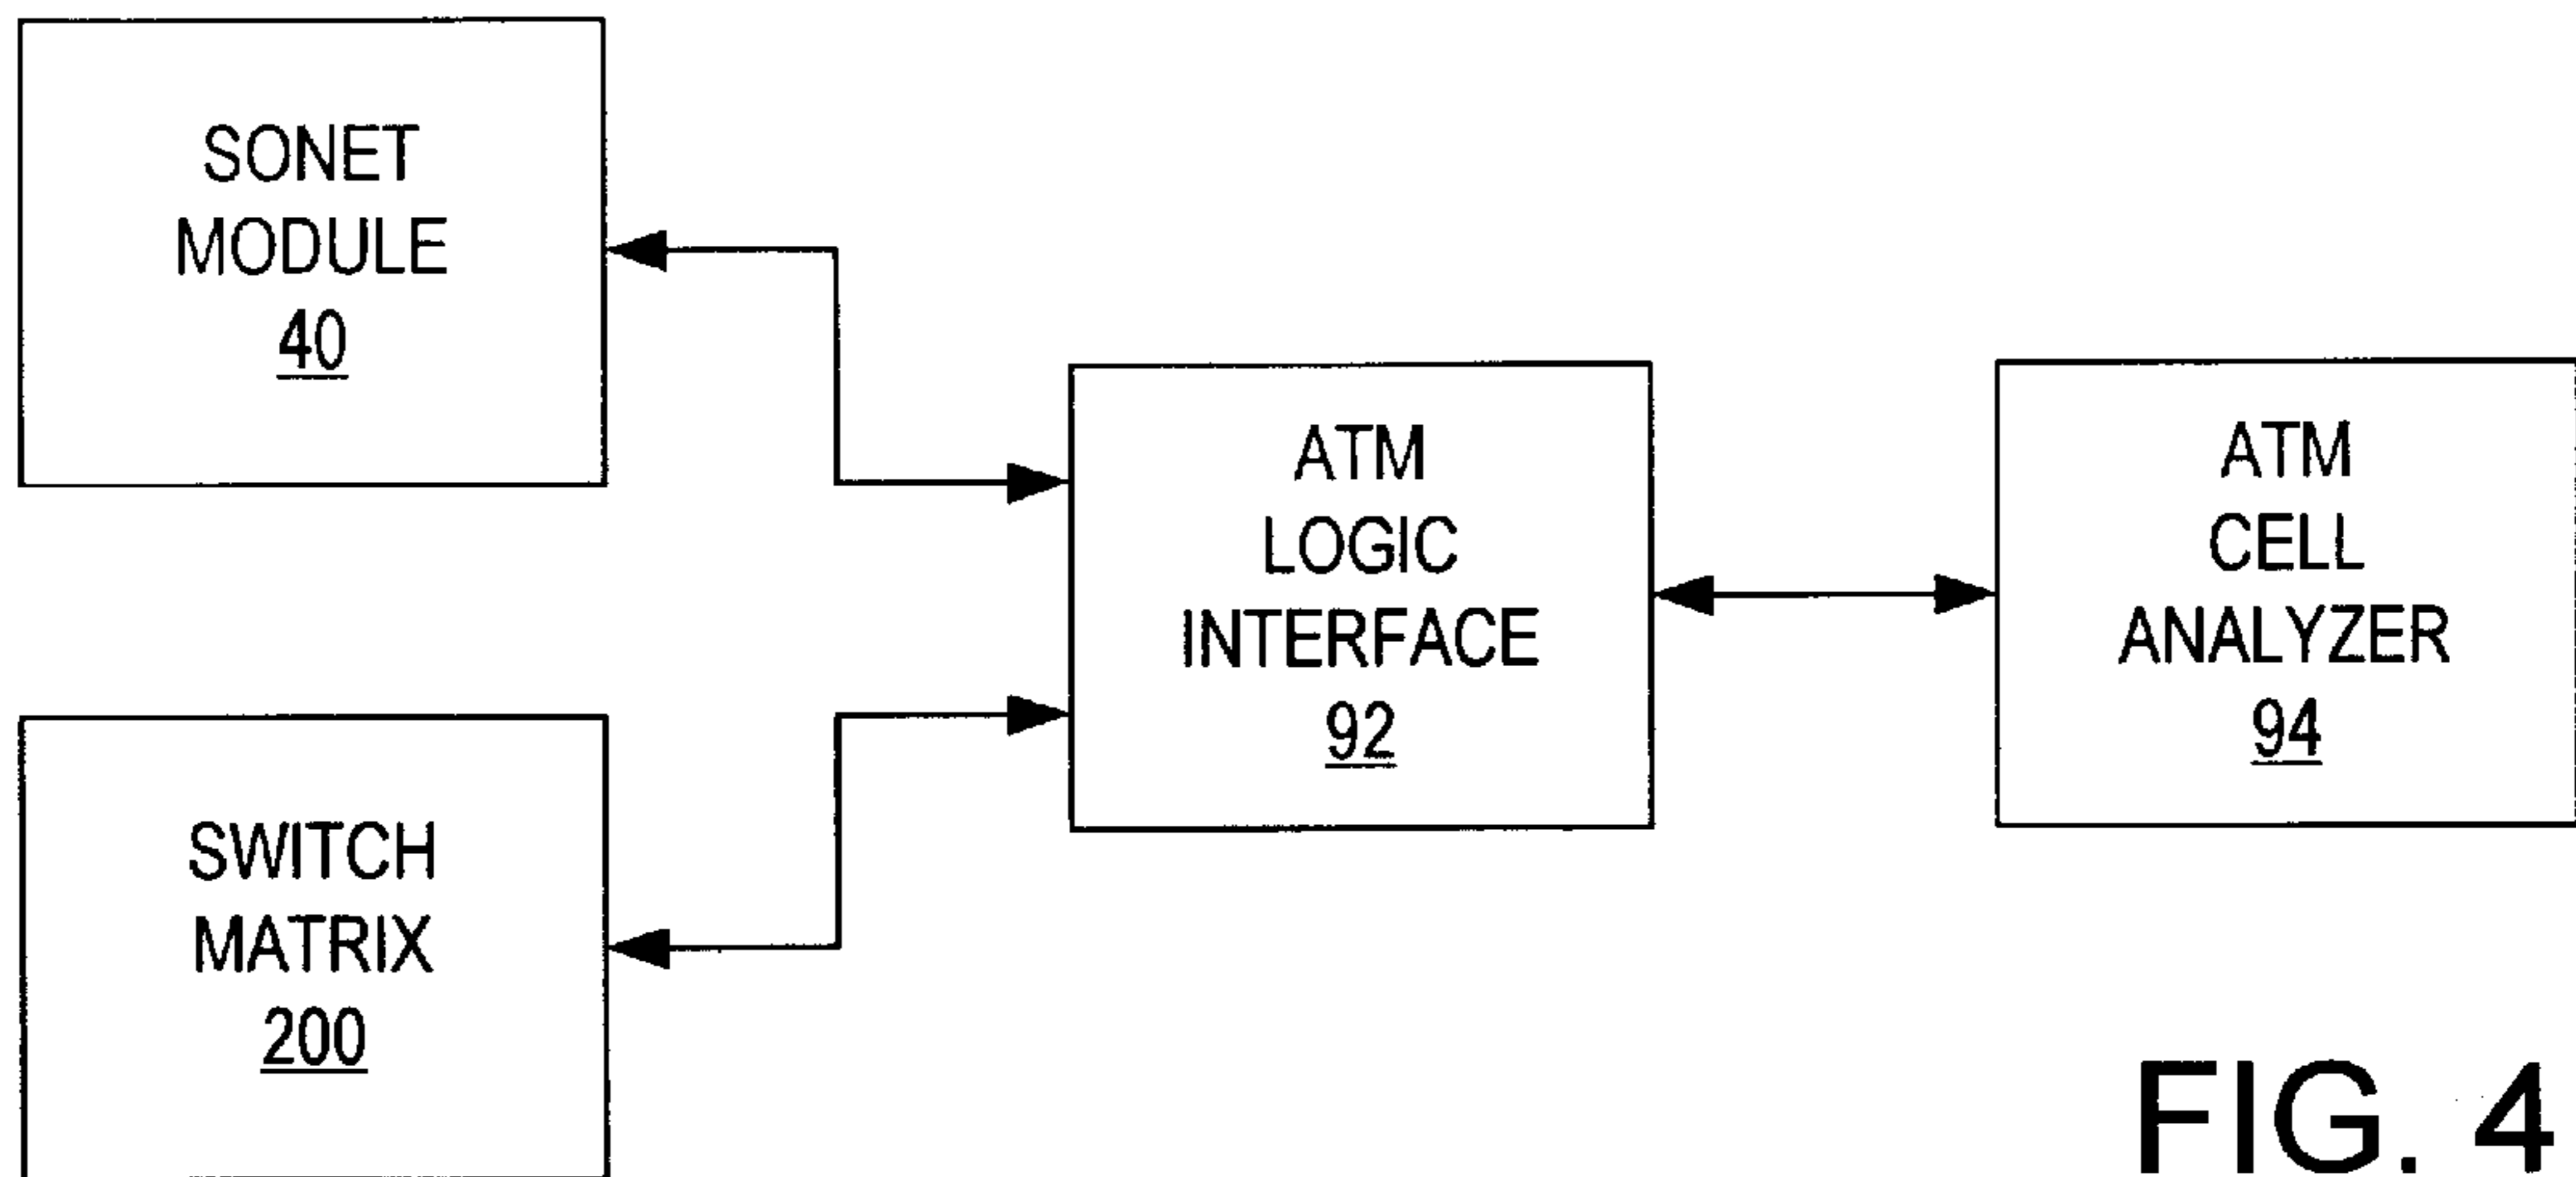 SONET
MODULE
40
SWITCH
MATRIX
200
ATM
LOGIC
INTERFACE
92
ATM
CELL
ANALYZER
94
FIG. 4